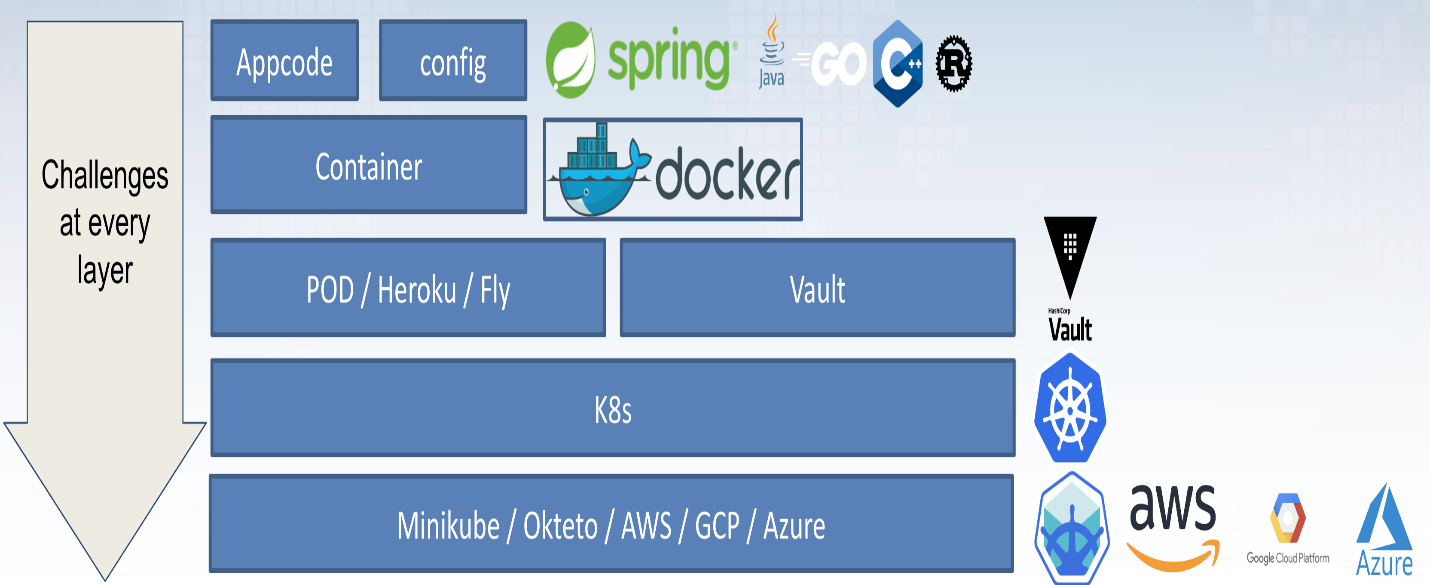 Appcode
config
spring
Java
GO
C++
R
Challenges
at every
layer
Container
docker
POD / Heroku / Fly
Vault
HashiCorp
Vault
K8s
Minikube / Okteto / AWS / GCP / Azure
aws
Google Cloud Platform
Azure